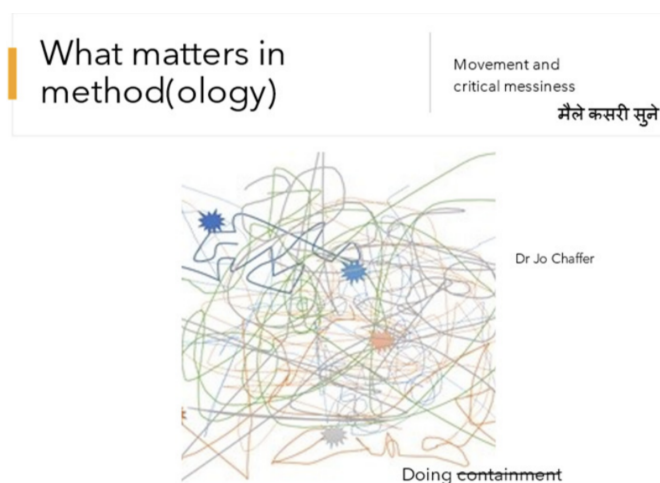 What matters in
method(ology)
Movement and
critical messiness
मैले कसरी सुने
Dr Jo Chaffer
Doing containment